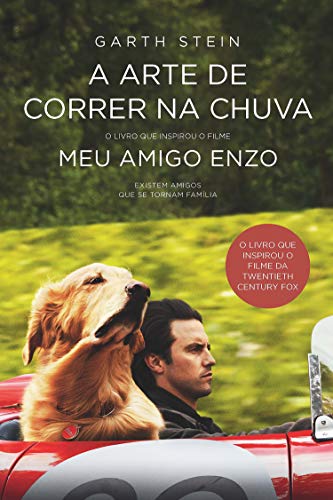 GARTH STEIN
A ARTE DE
CORRER NA CHUVA
O LIVRO QUE INSPIROU O FILME
MEU AMIGO ENZO
EXISTEM AMIGOS
QUE SE TORNAM FAMÍLIA
O LIVRO QUE
INSPIROU O
FILME DA
TWENTIETH
CENTURY FOX